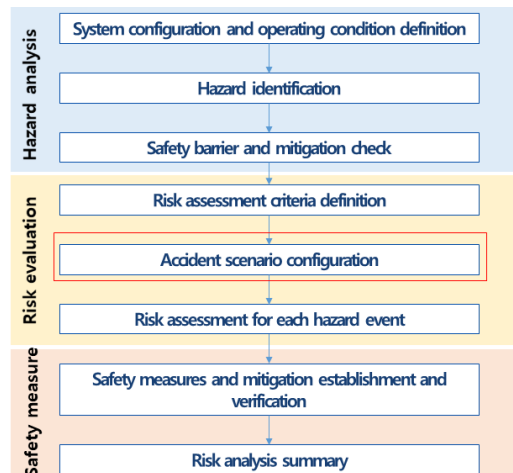 Hazard analysis
System configuration and operating condition definition
Hazard identification
Safety barrier and mitigation check
Risk evaluation
Risk assessment criteria definition
Accident scenario configuration
Risk assessment for each hazard event
Safety measure
Safety measures and mitigation establishment and
verification
Risk analysis summary